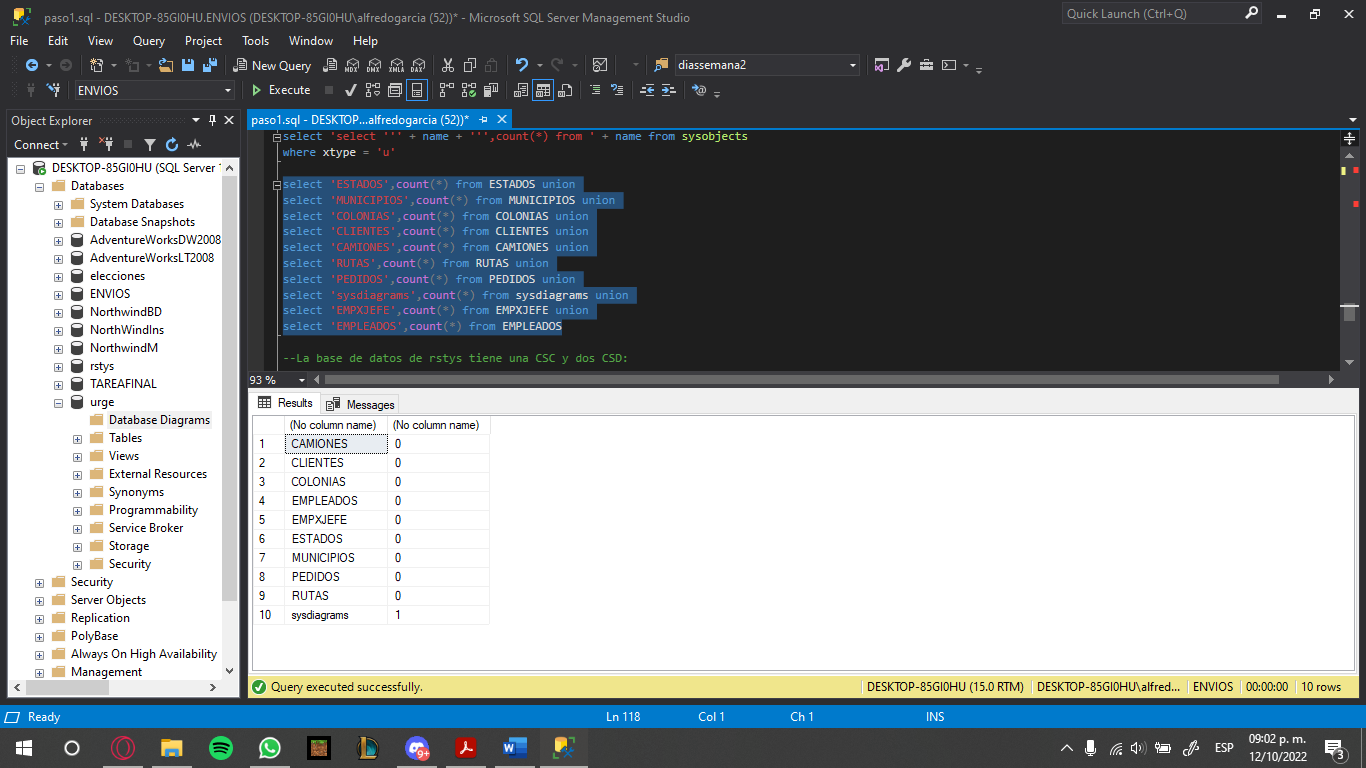 paso1.sql - DESKTOP-85GI0HU.ENVIOS (DESKTOP-85GI0HU\alfredogarcia (52))* - Microsoft SQL Server Management Studio
Quick Launch (Ctrl+Q)
File Edit View Query Project Tools Window Help
New Query MDX DMX XMLA DAX diassemana2
ENVIOS Execute
Object Explorer
Connect
DESKTOP-85GI0HU (SQL Server
Databases
System Databases
Database Snapshots
AdventureWorksDW2008
AdventureWorksLT2008
elecciones
ENVIOS
NorthwindBD
NorthWindIns
NorthwindM
rstys
TAREAFINAL
urge
Database Diagrams
Tables
Views
External Resources
Synonyms
Programmability
Service Broker
Storage
Security
Security
Server Objects
Replication
PolyBase
Always On High Availability
Management
paso1.sql - DESKTOP...alfredogarcia (52))*
select 'select ''' + name + ''',count(*) from ' + name from sysobjects
where xtype = 'u'
select 'ESTADOS',count(*) from ESTADOS union
select 'MUNICIPIOS',count(*) from MUNICIPIOS union
select 'COLONIAS',count(*) from COLONIAS union
select 'CLIENTES',count(*) from CLIENTES union
select 'CAMIONES',count(*) from CAMIONES union
select 'RUTAS',count(*) from RUTAS union
select 'PEDIDOS',count(*) from PEDIDOS union
select 'sysdiagrams',count(*) from sysdiagrams union
select 'EMPXJEFE',count(*) from EMPXJEFE union
select 'EMPLEADOS',count(*) from EMPLEADOS
--La base de datos de rstys tiene una CSC y dos CSD:
93 %
Results Messages
(No column name) (No column name)
1 CAMIONES 0
2 CLIENTES 0
3 COLONIAS 0
4 EMPLEADOS 0
5 EMPXJEFE 0
6 ESTADOS 0
7 MUNICIPIOS 0
8 PEDIDOS 0
9 RUTAS 0
10 sysdiagrams 1
Query executed successfully. DESKTOP-85GI0HU (15.0 RTM) DESKTOP-85GI0HU\alfred... ENVIOS 00:00:00 10 rows
Ready Ln 118 Col 1 Ch 1 INS
9+ ESP 09:02 p. m.
12/10/2022 3